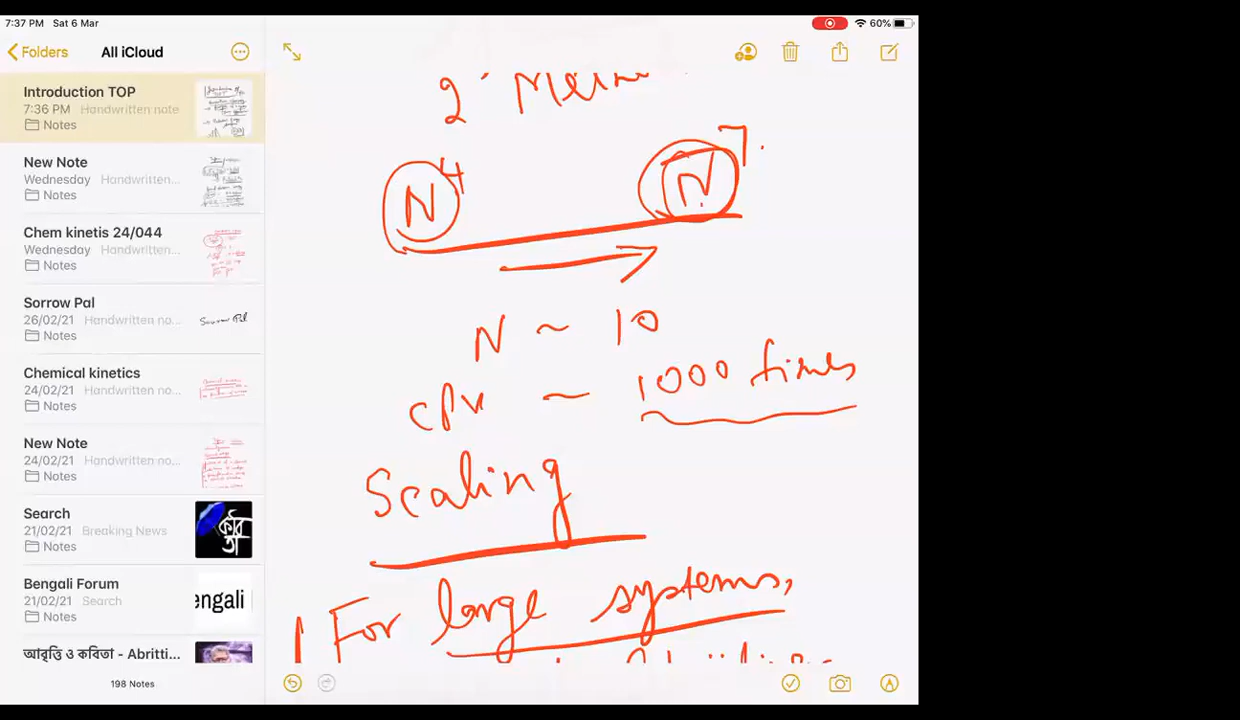 7:37 PM Sat 6 Mar
60%
Folders
All iCloud
Introduction TOP
7:36 PM Handwritten note
Notes
New Note
Wednesday Handwritten...
Notes
Chem kinetis 24/044
Wednesday Handwritten...
Notes
Sorrow Pal
26/02/21 Handwritten no...
Notes
Chemical kinetics
24/02/21 Handwritten no...
Notes
New Note
24/02/21 Handwritten no...
Notes
Search
21/02/21 Breaking News
Notes
Bengali Forum
21/02/21 Search
Notes
engali
আবৃত্তি ও কবিতা - Abritti...
198 Notes
2
N⁴ N⁷
N ~ 10
CPU ~ 1000 times
Scaling
For large systems,